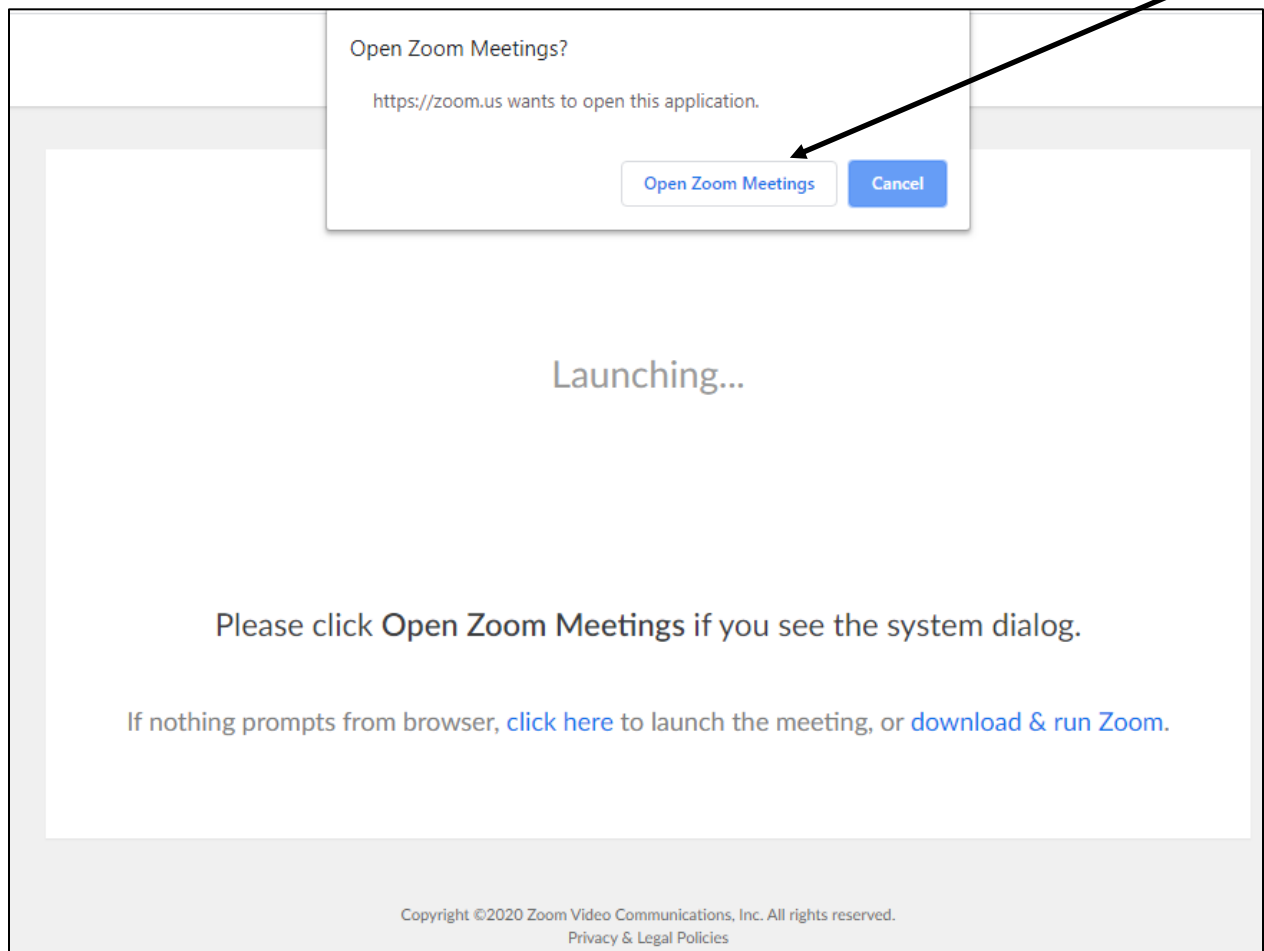 Open Zoom Meetings?
https://zoom.us wants to open this application.
Open Zoom Meetings
Cancel
Launching...
Please click Open Zoom Meetings if you see the system dialog.
If nothing prompts from browser, click here to launch the meeting, or download & run Zoom.
Copyright ©2020 Zoom Video Communications, Inc. All rights reserved.
Privacy & Legal Policies